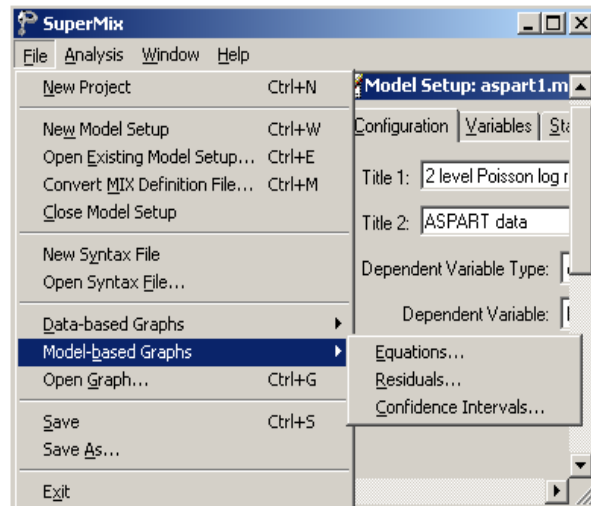 SuperMix
File Analysis Window Help
New Project Ctrl+N
New Model Setup Ctrl+W
Open Existing Model Setup... Ctrl+E
Convert MIX Definition File... Ctrl+M
Close Model Setup
New Syntax File
Open Syntax File...
Data-based Graphs
Model-based Graphs
Open Graph... Ctrl+G
Save Ctrl+S
Save As...
Exit
Equations...
Residuals...
Confidence Intervals...
Model Setup: aspart1.m
Configuration Variables Sta
Title 1: 2 level Poisson log
Title 2: ASPART data
Dependent Variable Type:
Dependent Variable: